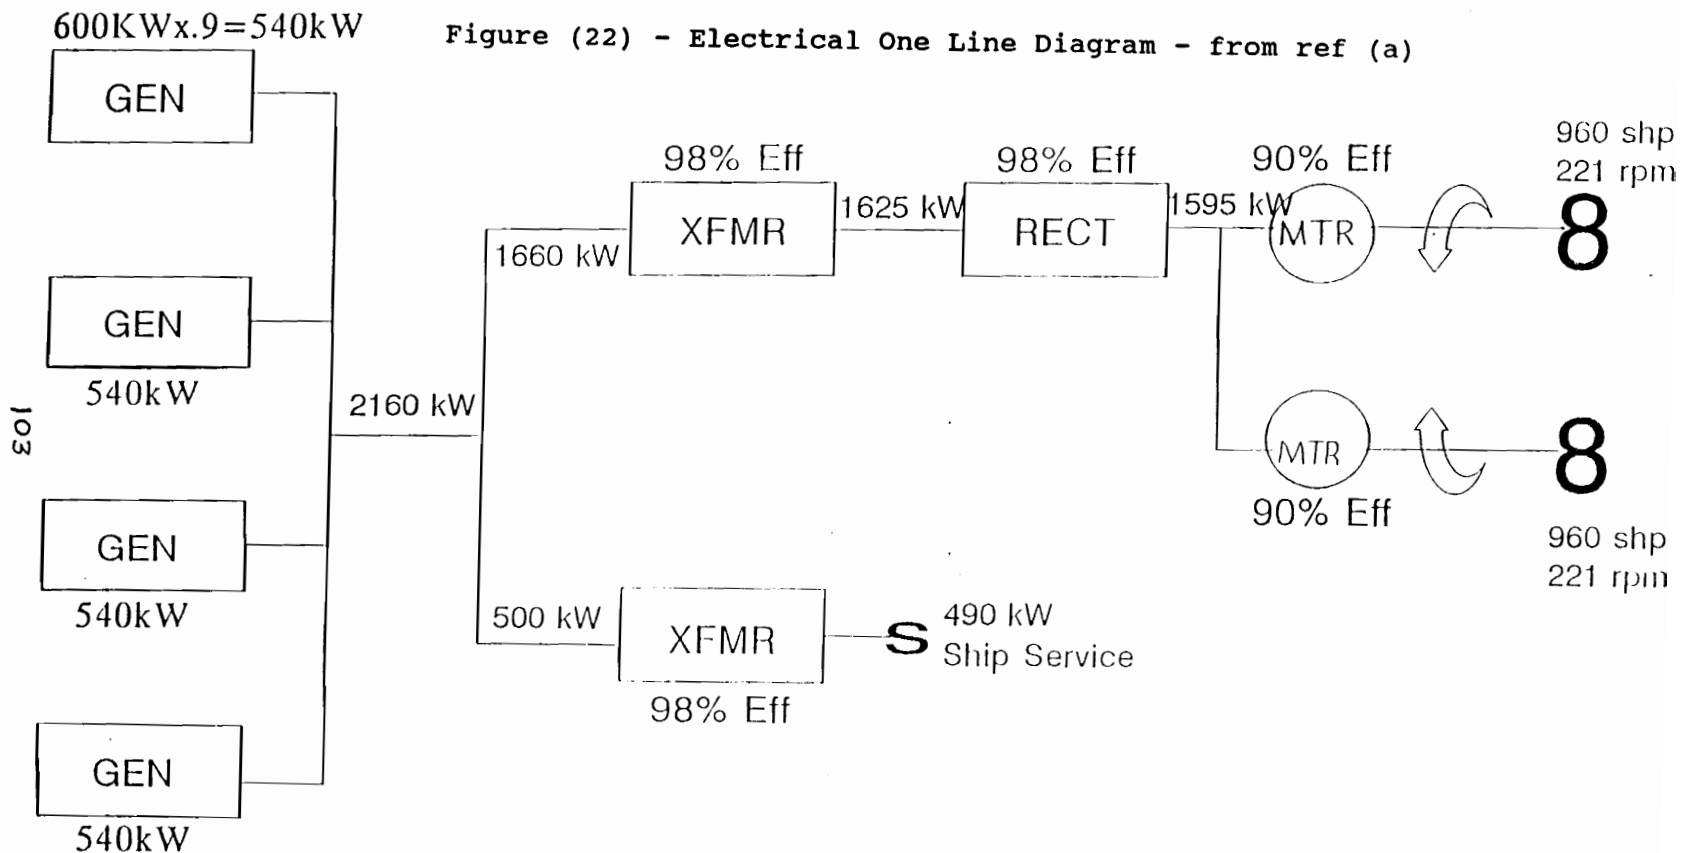 600KWx.9=540kW
Figure (22) - Electrical One Line Diagram - from ref (a)
GEN
GEN
540kW
GEN
540kW
GEN
540kW
103
2160 kW
1660 kW
98% Eff
XFMR
1625 kW
98% Eff
RECT
1595 kW
90% Eff
MTR
960 shp
221 rpm
8
MTR
90% Eff
8
960 shp
221 rpm
500 kW
XFMR
98% Eff
S
490 kW
Ship Service